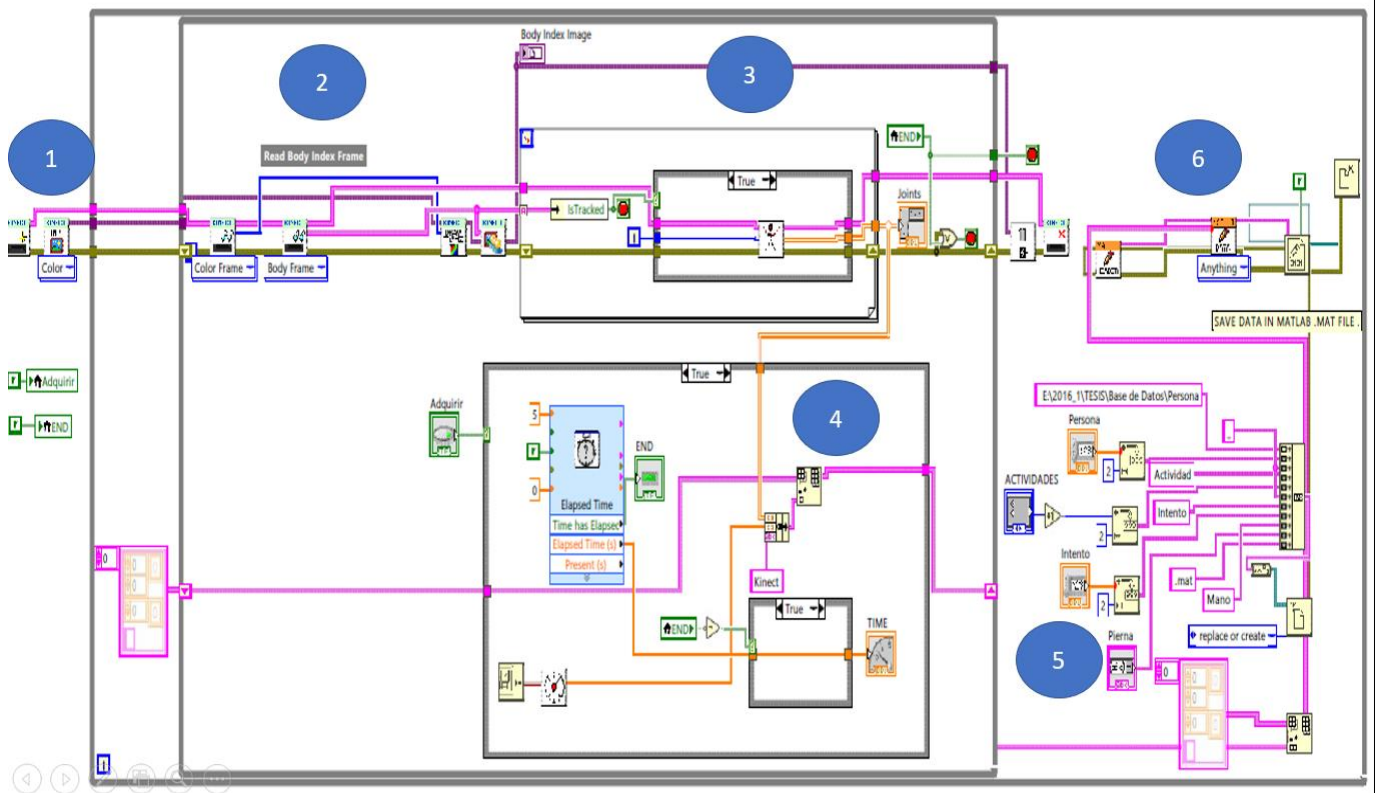 1
2
3
4
5
6
Body Index Image
Read Body Index Frame
Color
Color Frame
Body Frame
IsTracked
True
END
Joints
Anything
SAVE DATA IN MATLAB .MAT FILE .
Adquirir
END
True
Adquirir
5
0
Elapsed Time
Time has Elapsec
Elapsed Time (s)
Present (s)
END
Kinect
True
END
TIME
0
E:\2016_1\TESIS\Base de Datos\Persona
Persona
2
Actividad
ACTIVIDADES
2
Intento
Intento
2
.mat
Mano
replace or create
Pierna
0